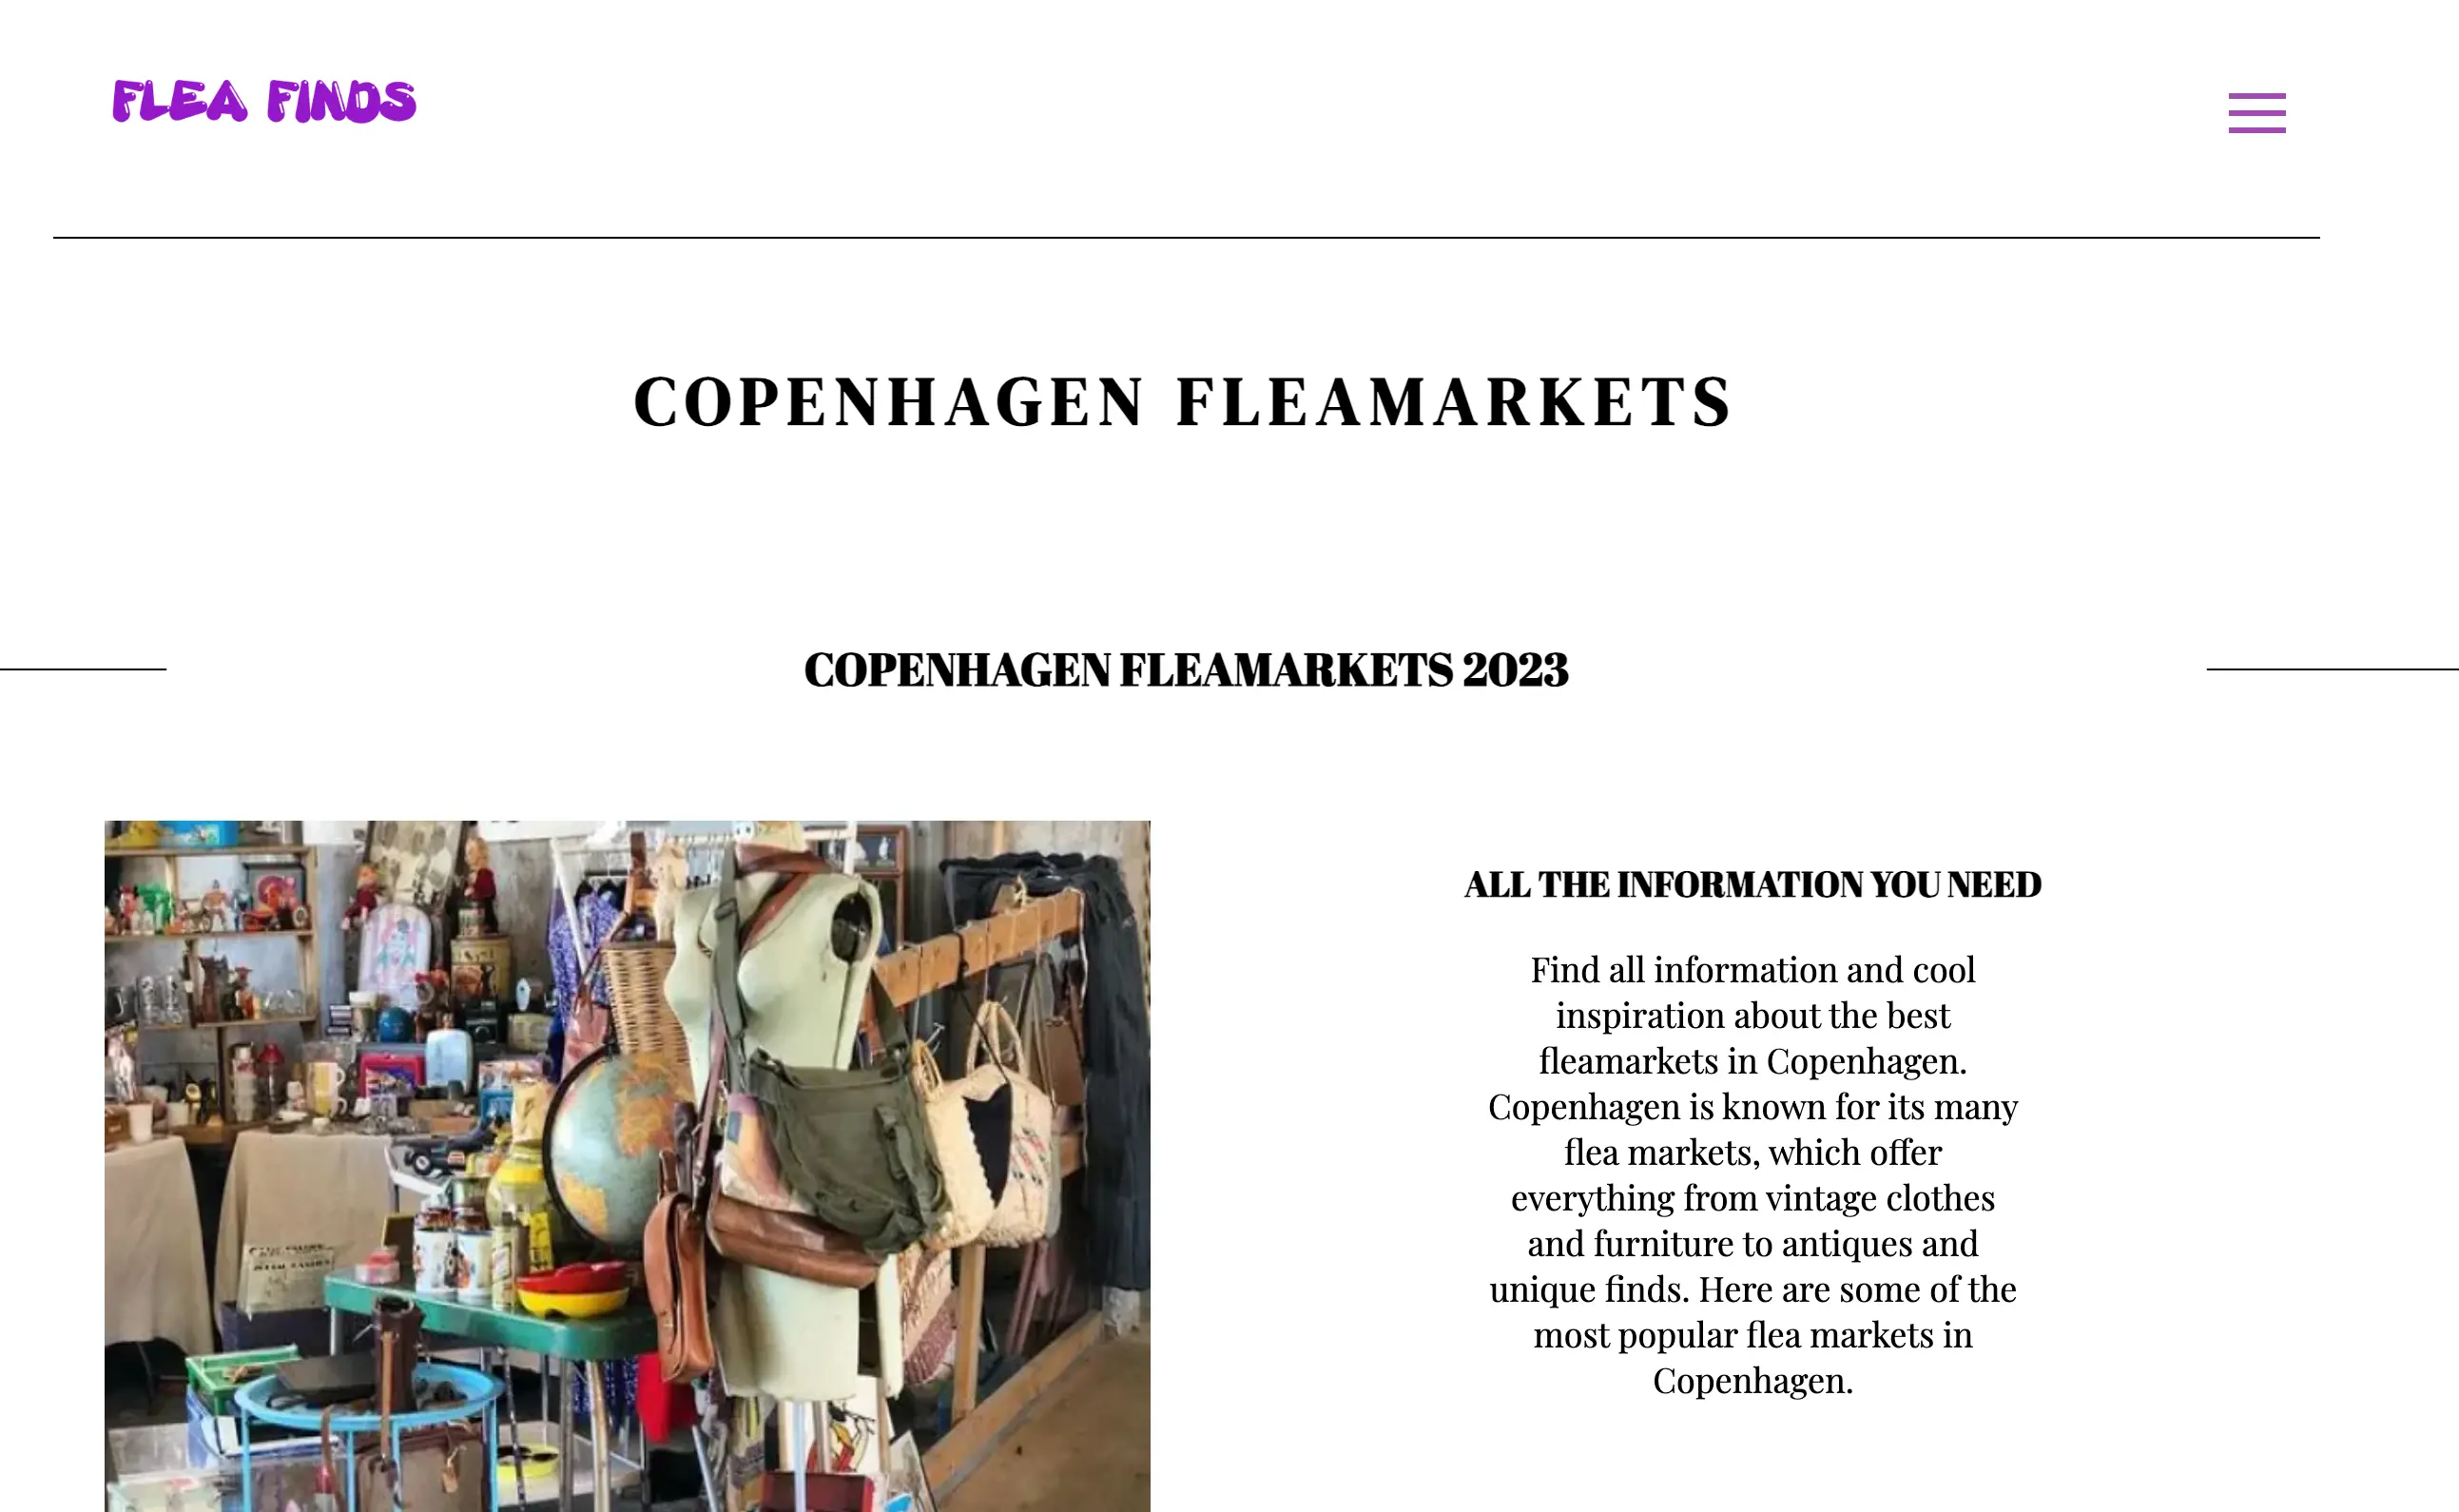 FLEA FINDS
COPENHAGEN FLEAMARKETS
COPENHAGEN FLEAMARKETS 2023
ALL THE INFORMATION YOU NEED
Find all information and cool
inspiration about the best
fleamarkets in Copenhagen.
Copenhagen is known for its many
flea markets, which offer
everything from vintage clothes
and furniture to antiques and
unique finds. Here are some of the
most popular flea markets in
Copenhagen.